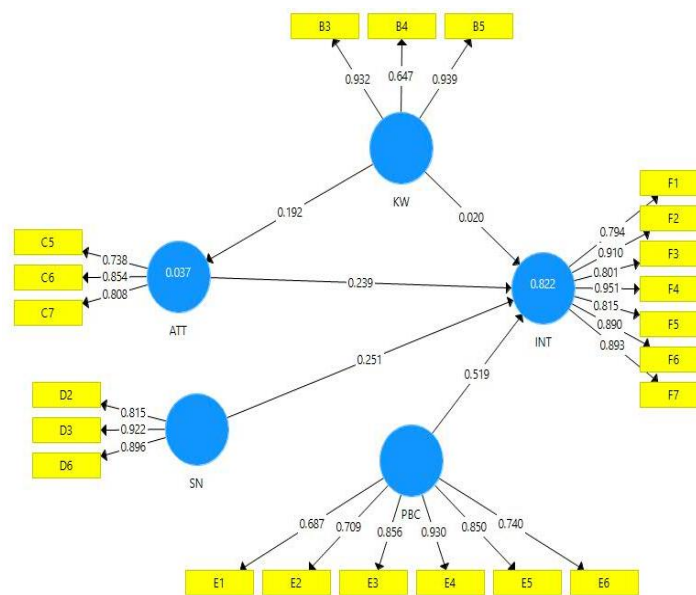 B3 B4 B5
0.932 0.647 0.939
KW
0.192 0.020
C5 C6 C7
0.738 0.854 0.808
0.037
ATT
0.239
F1 F2 F3 F4 F5 F6 F7
0.794 0.910 0.801 0.951 0.815 0.890 0.893
0.822
INT
D2 D3 D6
0.815 0.922 0.896
SN
0.251
0.519
PBC
0.687 0.709 0.856 0.930 0.850 0.740
E1 E2 E3 E4 E5 E6